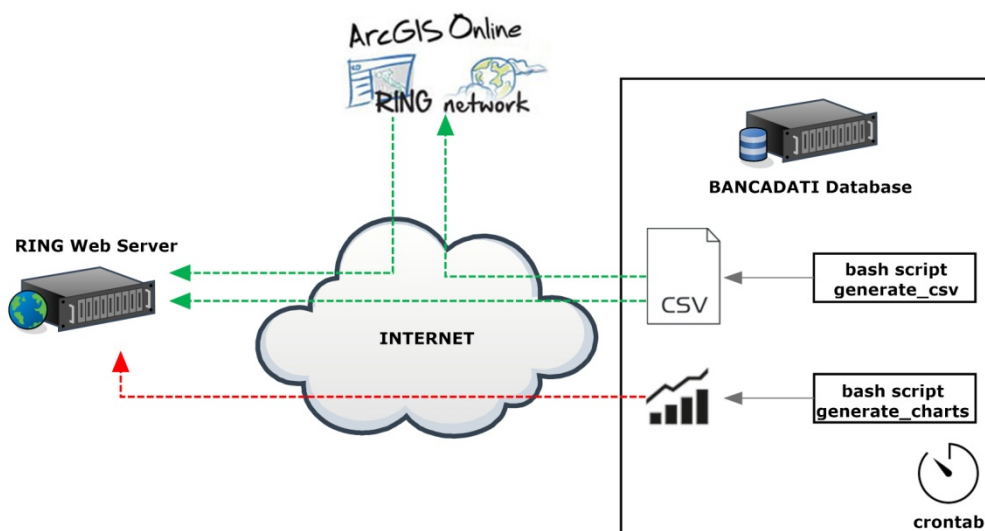 ArcGIS Online
RING network
BANCADATI Database
RING Web Server
bash script
generate_csv
CSV
INTERNET
bash script
generate_charts
crontab